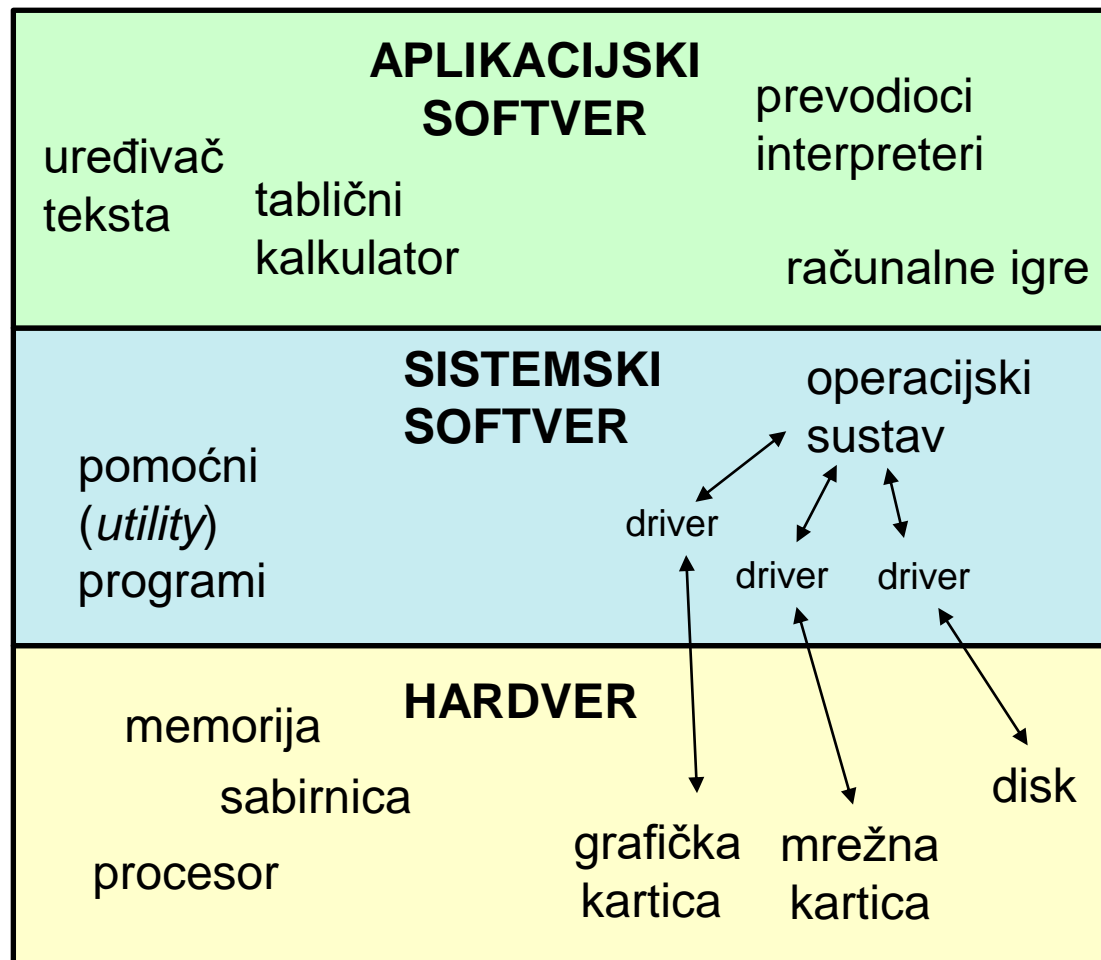 APLIKACIJSKI
SOFTVER
prevodioci
interpreteri
uređivač
teksta
tablični
kalkulator
računalne igre
SISTEMSKI
SOFTVER
operacijski
sustav
pomoćni
(utility)
programi
driver
driver
driver
HARDVER
memorija
sabirnica
procesor
grafička
kartica
mrežna
kartica
disk